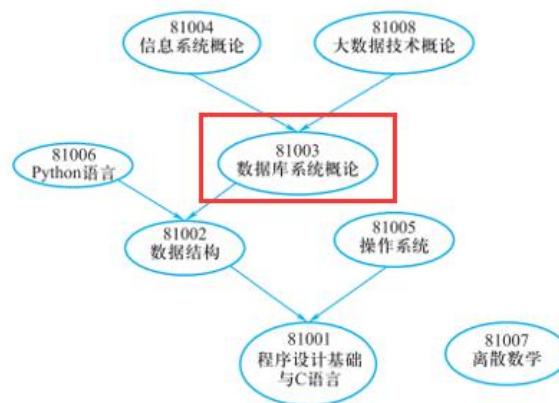 81004
信息系统概论
81008
大数据技术概论
81003
数据库系统概论
81006
Python语言
81002
数据结构
81005
操作系统
81001
程序设计基础
与C语言
81007
离散数学